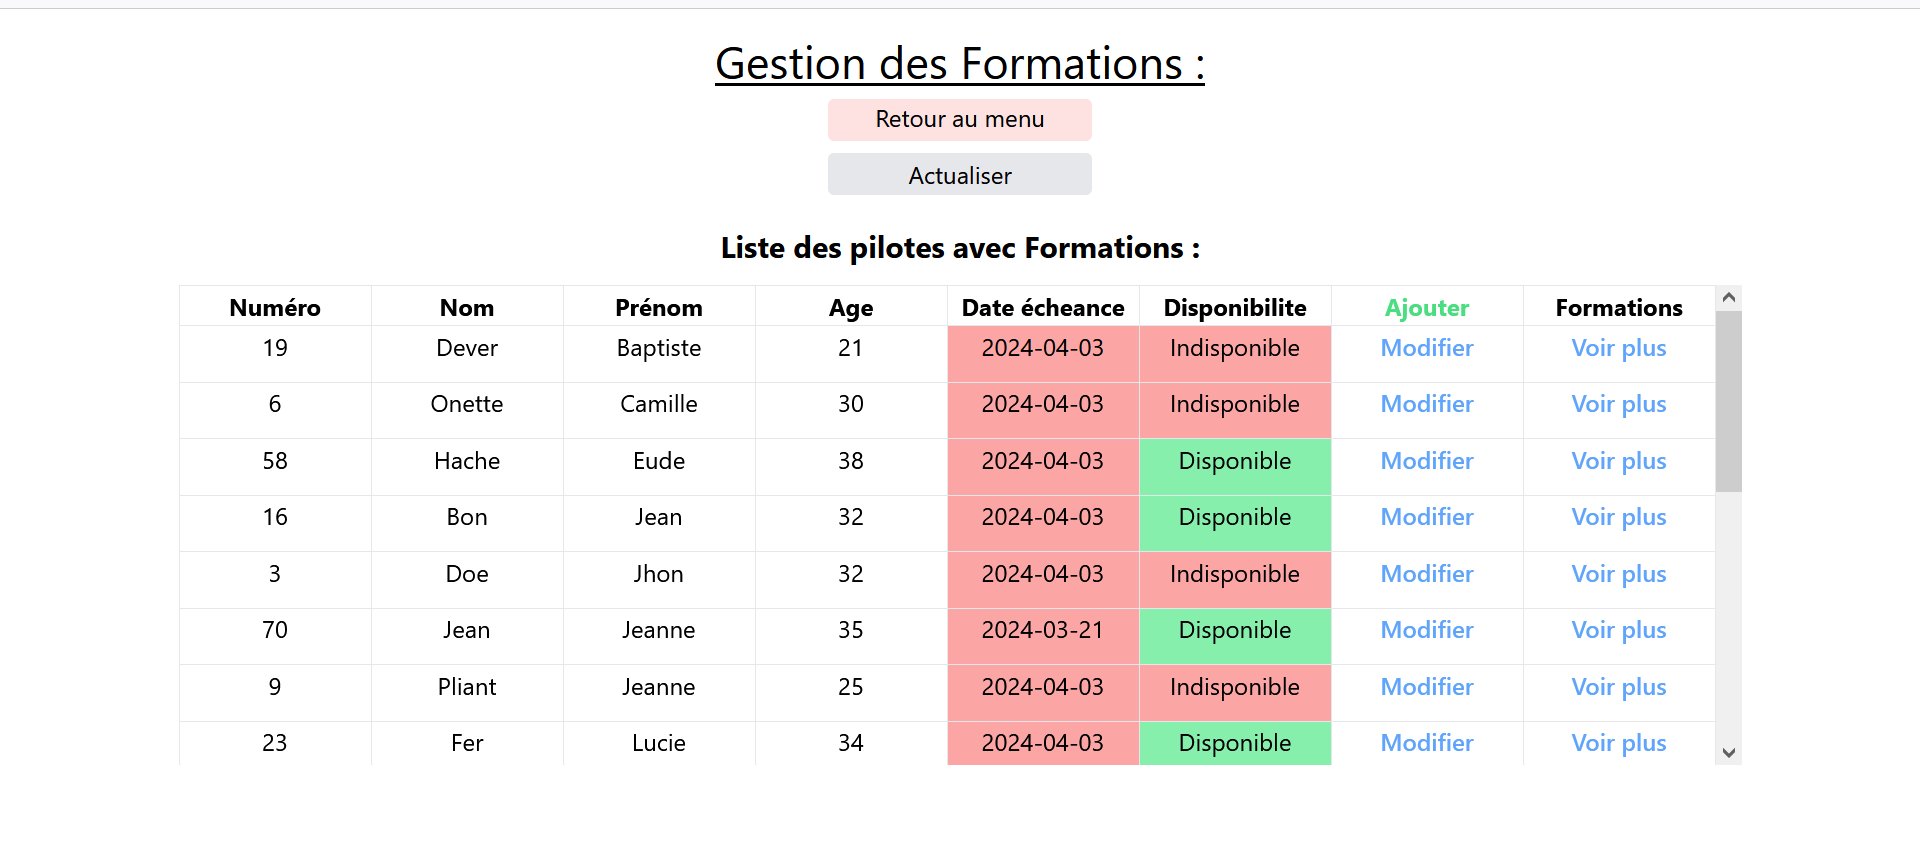 Gestion des Formations :
Retour au menu
Actualiser
Liste des pilotes avec Formations :
Numéro Nom Prénom Age Date écheance Disponibilite Ajouter Formations
19 Dever Baptiste 21 2024-04-03 Indisponible Modifier Voir plus
6 Onette Camille 30 2024-04-03 Indisponible Modifier Voir plus
58 Hache Eude 38 2024-04-03 Disponible Modifier Voir plus
16 Bon Jean 32 2024-04-03 Disponible Modifier Voir plus
3 Doe Jhon 32 2024-04-03 Indisponible Modifier Voir plus
70 Jean Jeanne 35 2024-03-21 Disponible Modifier Voir plus
9 Pliant Jeanne 25 2024-04-03 Indisponible Modifier Voir plus
23 Fer Lucie 34 2024-04-03 Disponible Modifier Voir plus